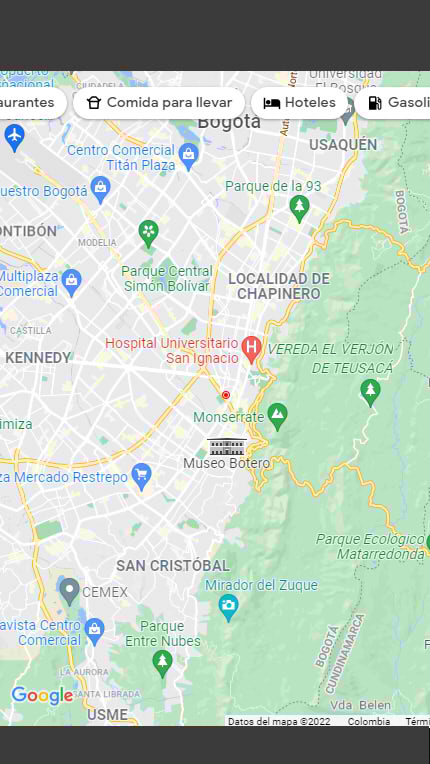 CIUDADELA
Universidad
El Bosque
aurantes
Comida para llevar
Hoteles
Gasoli
Bogotá
Centro Comercial
Titán Plaza
USAQUÉN
uestro Bogotá
Parque de la 93
BOGOTÁ
ONTIBÓN
MODELIA
Multiplaza
Comercial
Parque Central
Simón Bolívar
LOCALIDAD DE
CHAPINERO
CASTILLA
Hospital Universitario
San Ignacio
VEREDA EL VERJÓN
DE TEUSACA
KENNEDY
Monserrate
imiza
Museo Botero
za Mercado Restrepo
Parque Ecológico
Matarredonda
SAN CRISTÓBAL
CEMEX
Mirador del Zuque
avista Centro
Comercial
Parque
Entre Nubes
BOGOTÁ
CUNDINAMARCA
LA AURORA
Google
SANTA LIBRADA
Vda Belen
USME
Datos del mapa ©2022
Colombia
Térmi